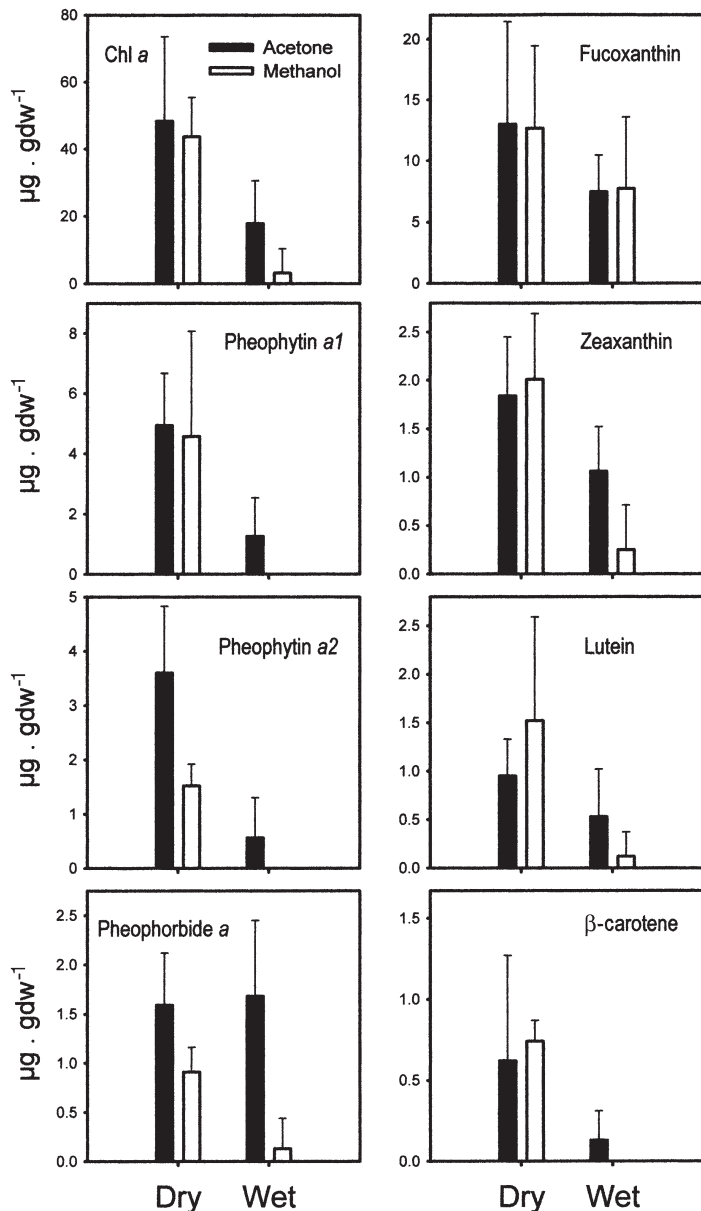 80
60
40
20
0
Chl a
Acetone
Methanol
µg . gdw-1
20
15
10
5
0
Fucoxanthin
8
6
4
2
0
Pheophytin a1
µg . gdw-1
2.5
2.0
1.5
1.0
0.5
0.0
Zeaxanthin
5
4
3
2
1
0
Pheophytin a2
µg . gdw-1
2.5
2.0
1.5
1.0
0.5
0.0
Lutein
2.5
2.0
1.5
1.0
0.5
0.0
Pheophorbide a
µg . gdw-1
Dry Wet
1.5
1.0
0.5
0.0
β-carotene
Dry Wet